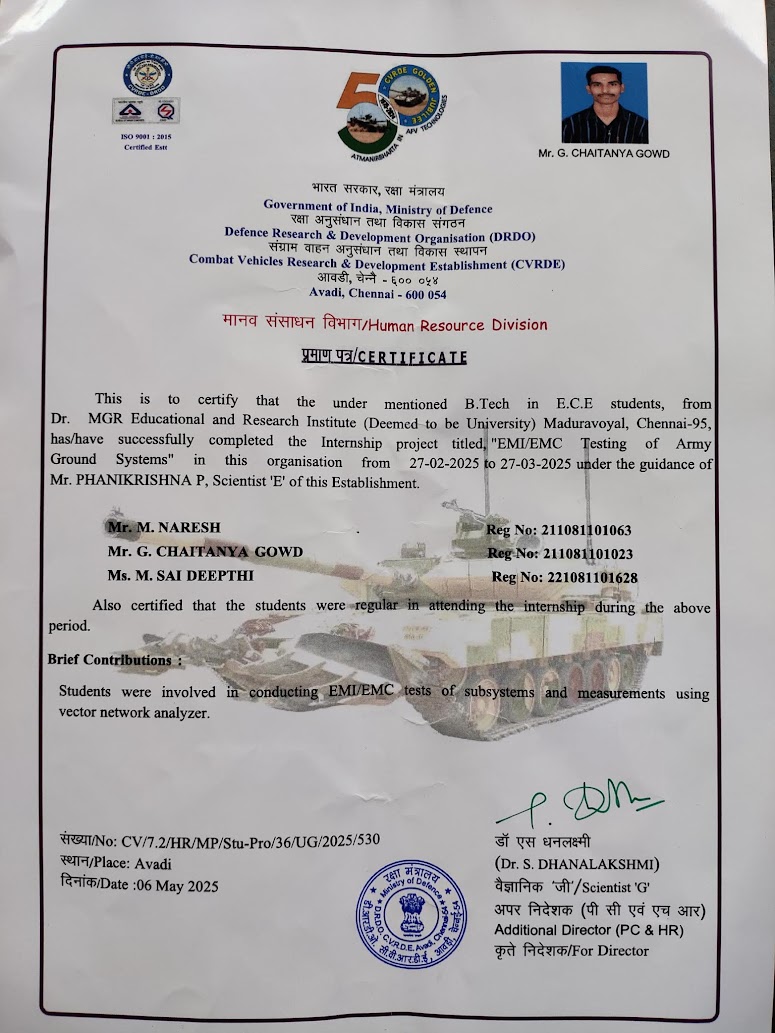 ISO 9001 : 2015
Certified Estt
CVRDE GOLDEN JUBILEE
ATMANIRBHARTA IN AFV TECHNOLOGIES
Mr. G. CHAITANYA GOWD
भारत सरकार, रक्षा मंत्रालय
Government of India, Ministry of Defence
रक्षा अनुसंधान तथा विकास संगठन
Defence Research & Development Organisation (DRDO)
संग्राम वाहन अनुसंधान तथा विकास स्थापन
Combat Vehicles Research & Development Establishment (CVRDE)
आवडी, चेन्नै - ६०० ०५४
Avadi, Chennai - 600 054
मानव संसाधन विभाग/Human Resource Division
प्रमाण पत्र/CERTIFICATE
This is to certify that the under mentioned B.Tech in E.C.E students, from
Dr. MGR Educational and Research Institute (Deemed to be University) Maduravoyal, Chennai-95,
has/have successfully completed the Internship project titled, "EMI/EMC Testing of Army
Ground Systems" in this organisation from 27-02-2025 to 27-03-2025 under the guidance of
Mr. PHANIKRISHNA P, Scientist 'E' of this Establishment.
Mr. M. NARESH Reg No: 211081101063
Mr. G. CHAITANYA GOWD Reg No: 211081101023
Ms. M. SAI DEEPTHI Reg No: 221081101628
Also certified that the students were regular in attending the internship during the above
period.
Brief Contributions :
Students were involved in conducting EMI/EMC tests of subsystems and measurements using
vector network analyzer.
संख्या/No: CV/7.2/HR/MP/Stu-Pro/36/UG/2025/530
स्थान/Place: Avadi
दिनांक/Date :06 May 2025
रक्षा मंत्रालय
Ministry of Defence
D.R.D.O, C.V.R.D.E, Avadi, Chennai-54
डॉ एस धनलक्ष्मी
(Dr. S. DHANALAKSHMI)
वैज्ञानिक 'जी'/Scientist 'G'
अपर निदेशक (पी सी एवं एच आर)
Additional Director (PC & HR)
कृते निदेशक/For Director